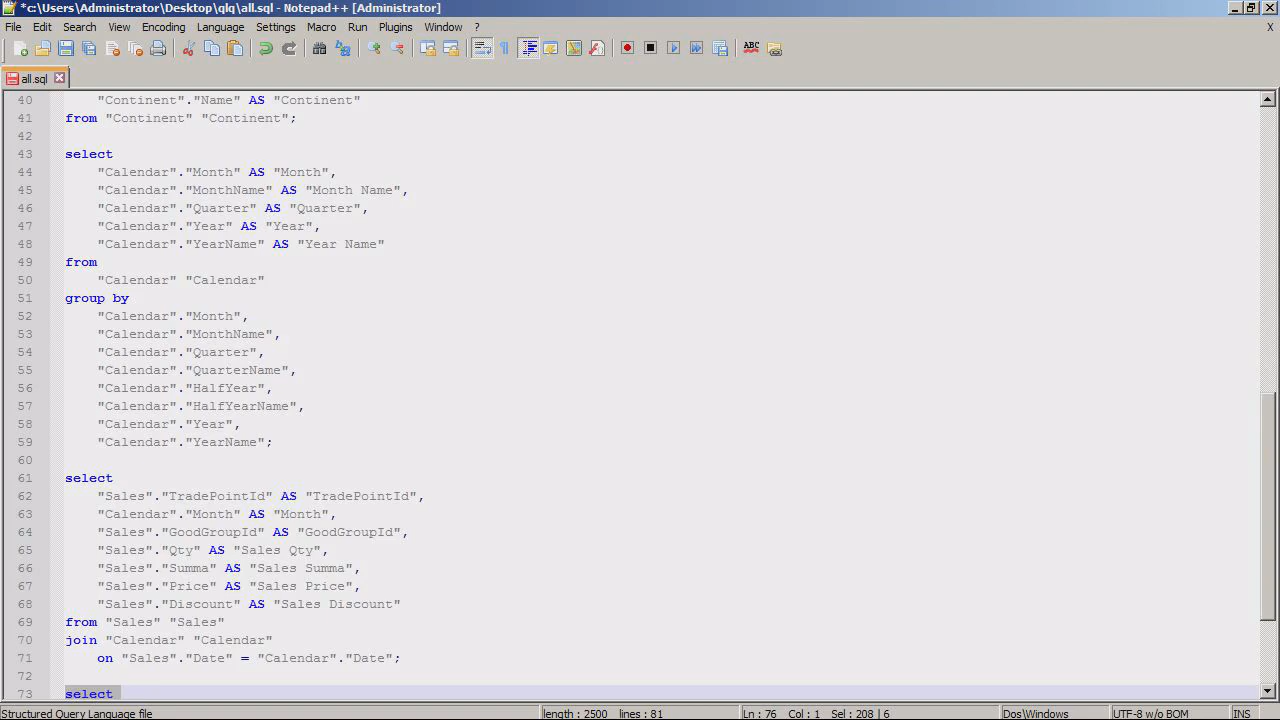 *c:\Users\Administrator\Desktop\qlq\all.sql - Notepad++ [Administrator]
File Edit Search View Encoding Language Settings Macro Run Plugins Window ? X
ABC
all.sql
40 "Continent"."Name" AS "Continent"
41 from "Continent" "Continent";
42
43 select
44 "Calendar"."Month" AS "Month",
45 "Calendar"."MonthName" AS "Month Name",
46 "Calendar"."Quarter" AS "Quarter",
47 "Calendar"."Year" AS "Year",
48 "Calendar"."YearName" AS "Year Name"
49 from
50 "Calendar" "Calendar"
51 group by
52 "Calendar"."Month",
53 "Calendar"."MonthName",
54 "Calendar"."Quarter",
55 "Calendar"."QuarterName",
56 "Calendar"."HalfYear",
57 "Calendar"."HalfYearName",
58 "Calendar"."Year",
59 "Calendar"."YearName";
60
61 select
62 "Sales"."TradePointId" AS "TradePointId",
63 "Calendar"."Month" AS "Month",
64 "Sales"."GoodGroupId" AS "GoodGroupId",
65 "Sales"."Qty" AS "Sales Qty",
66 "Sales"."Summa" AS "Sales Summa",
67 "Sales"."Price" AS "Sales Price",
68 "Sales"."Discount" AS "Sales Discount"
69 from "Sales" "Sales"
70 join "Calendar" "Calendar"
71 on "Sales"."Date" = "Calendar"."Date";
72
73 select
Structured Query Language file length : 2500 lines : 81 Ln : 76 Col : 1 Sel : 208 | 6 Dos\Windows UTF-8 w/o BOM INS